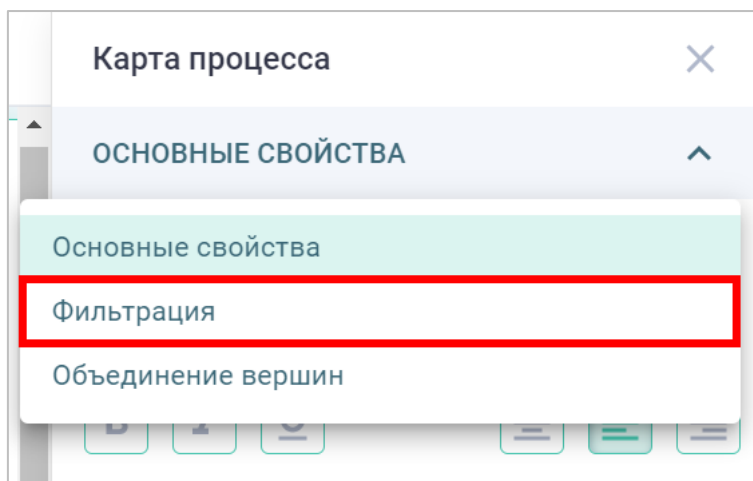 Карта процесса
ОСНОВНЫЕ СВОЙСТВА
Основные свойства
Фильтрация
Объединение вершин